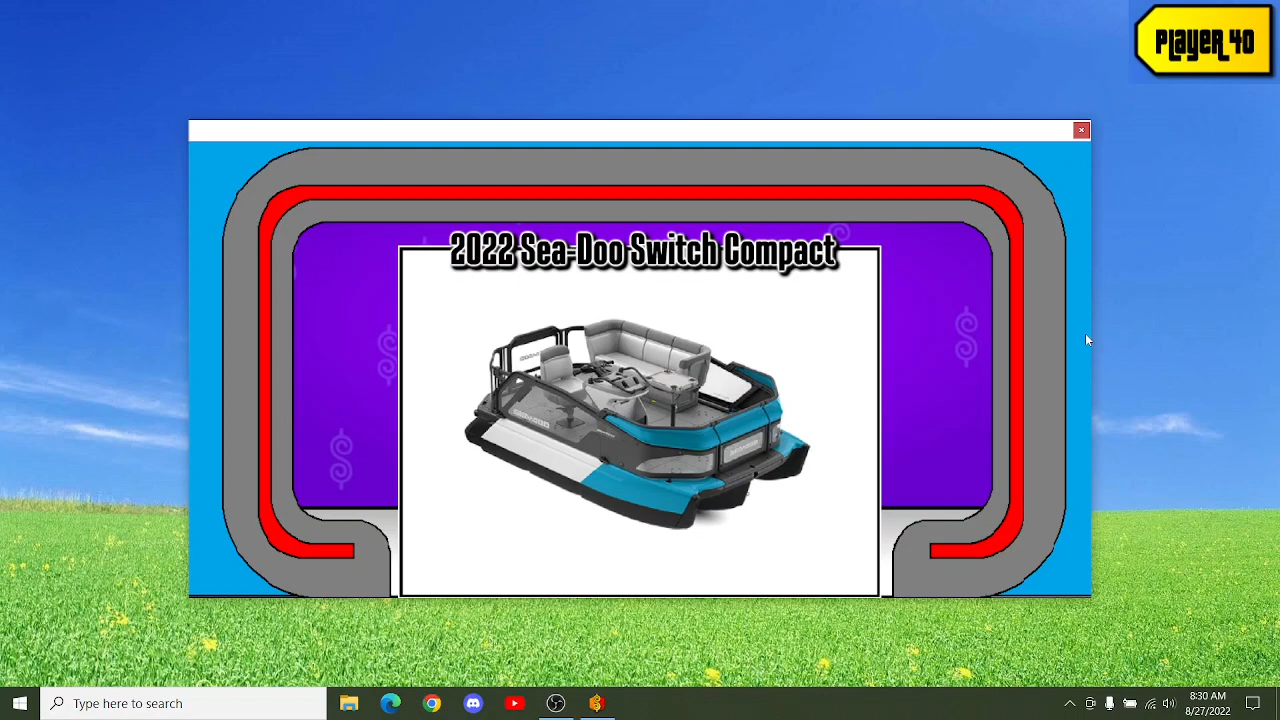 Player 40
2022 Sea-Doo Switch Compact
Type here to search
8:30 AM
8/27/2022